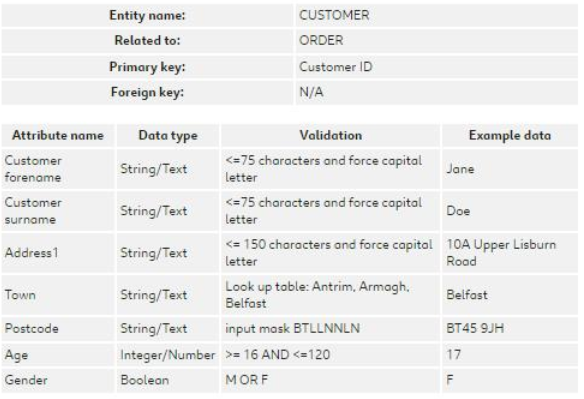 Entity name: CUSTOMER
Related to: ORDER
Primary key: Customer ID
Foreign key: N/A
Attribute name Data type Validation Example data
Customer forename String/Text <=75 characters and force capital letter Jane
Customer surname String/Text <=75 characters and force capital letter Doe
Address1 String/Text <= 150 characters and force capital letter 10A Upper Lisburn Road
Town String/Text Look up table: Antrim, Armagh, Belfast Belfast
Postcode String/Text input mask BTLLNNLN BT45 9JH
Age Integer/Number >= 16 AND <=120 17
Gender Boolean M OR F F